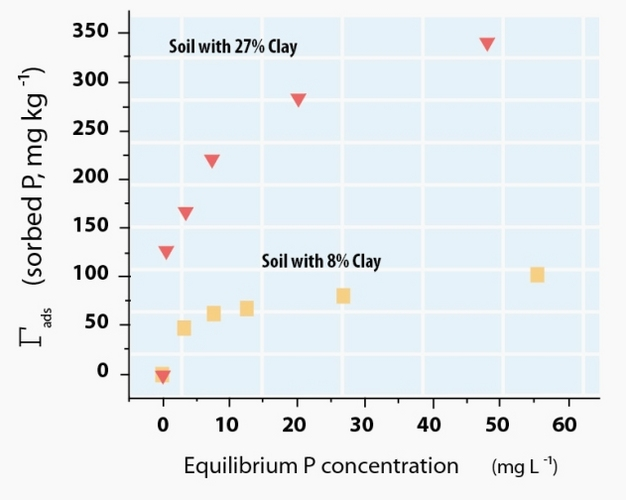 350
300
250
200
150
100
50
0
Γads (sorbed P, mg kg ⁻¹)
Soil with 27% Clay
Soil with 8% Clay
0 10 20 30 40 50 60
Equilibrium P concentration (mg L ⁻¹)